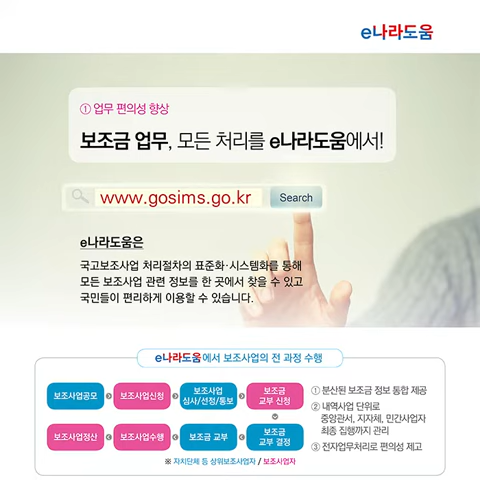 e나라도움
① 업무 편의성 향상
보조금 업무, 모든 처리를 e나라도움에서!
www.gosims.go.kr
Search
e나라도움은
국고보조사업 처리절차의 표준화·시스템화를 통해
모든 보조사업 관련 정보를 한 곳에서 찾을 수 있고
국민들이 편리하게 이용할 수 있습니다.
e나라도움에서 보조사업의 전 과정 수행
보조사업공모
보조사업신청
보조사업
심사/선정/통보
보조금
교부 신청
보조사업정산
보조사업수행
보조금 교부
보조금
교부 결정
※ 자치단체 등 상위보조사업자 / 보조사업자
① 분산된 보조금 정보 통합 제공
② 내역사업 단위로
중앙관서, 지자체, 민간사업자
최종 집행까지 관리
③ 전자업무처리로 편의성 제고